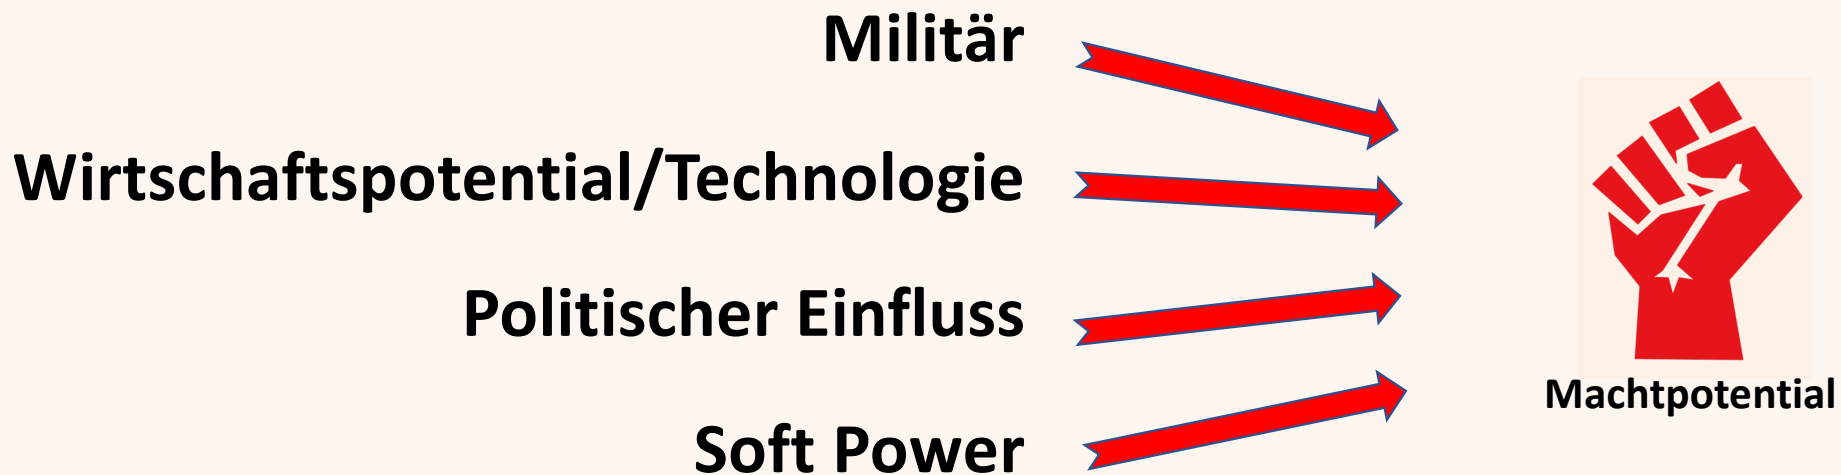 Militär
Wirtschaftspotential/Technologie
Politischer Einfluss
Soft Power
Machtpotential